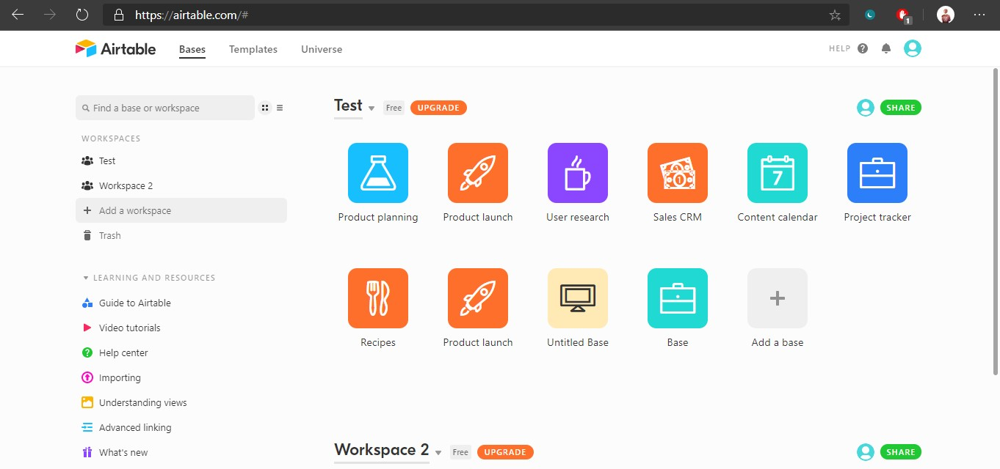 https://airtable.com/#
1
Airtable
Bases
Templates
Universe
HELP
Find a base or workspace
WORKSPACES
Test
Workspace 2
Add a workspace
Trash
LEARNING AND RESOURCES
Guide to Airtable
Video tutorials
Help center
Importing
Understanding views
Advanced linking
What's new
Test
Free
UPGRADE
SHARE
1
1
7
Product planning
Product launch
User research
Sales CRM
Content calendar
Project tracker
Recipes
Product launch
Untitled Base
Base
Add a base
Workspace 2
Free
UPGRADE
SHARE